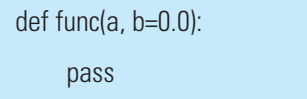 def func(a, b=0.0):
    pass